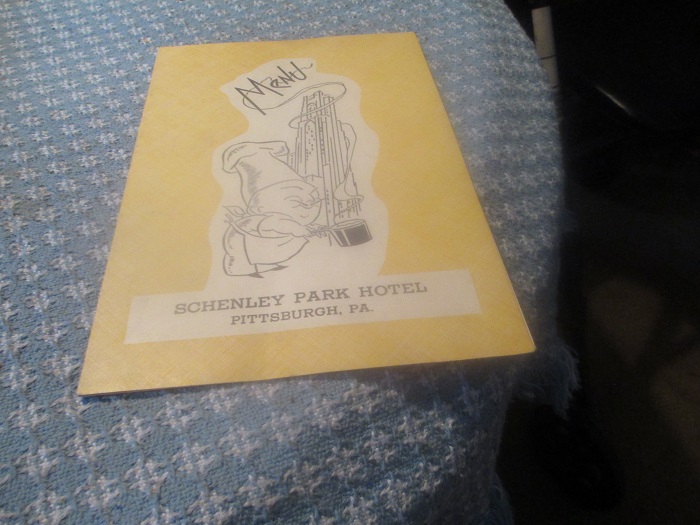 Menu
SCHENLEY PARK HOTEL
PITTSBURGH, PA.